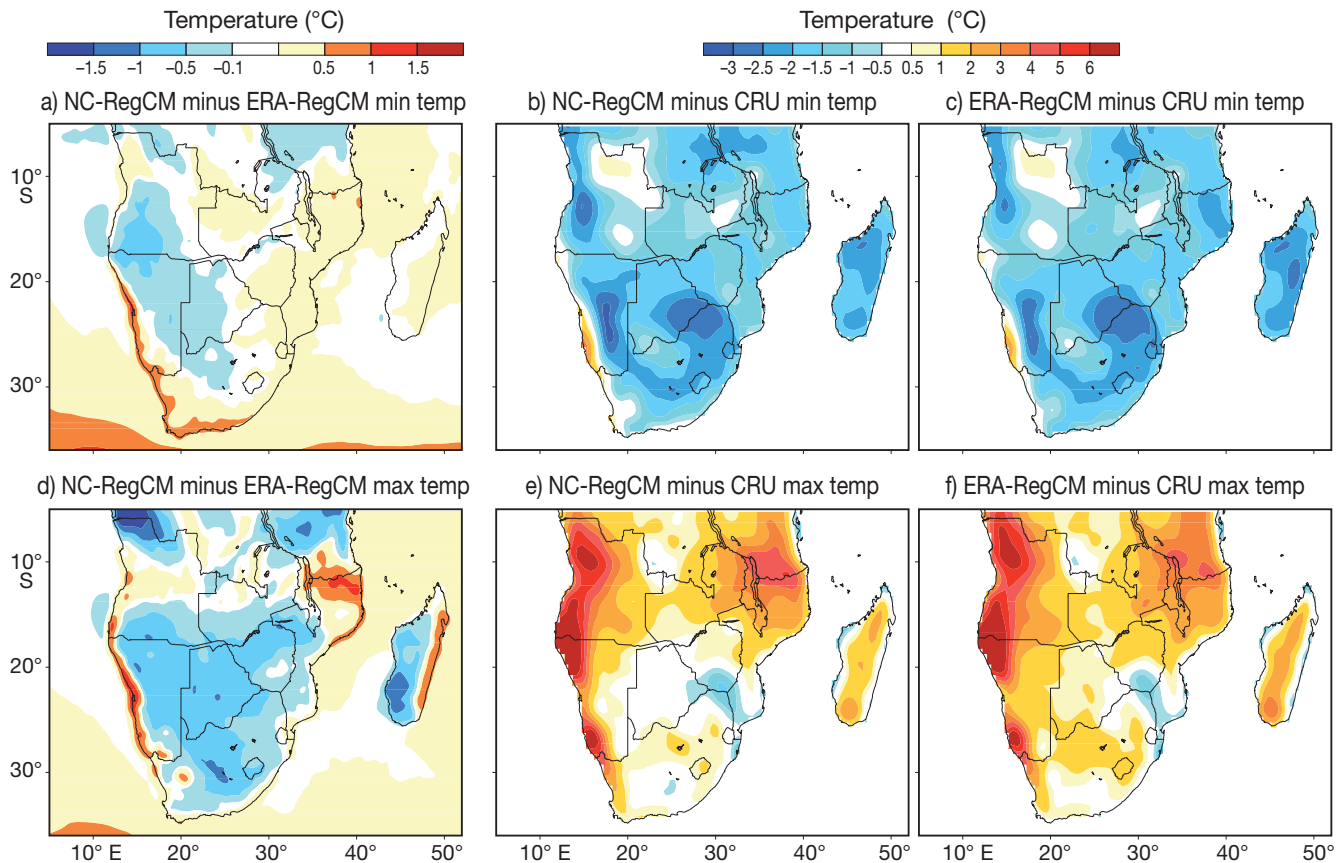 Temperature (°C)
Temperature (°C)
−1.5 −1 −0.5 −0.1 0.5 1 1.5
−3 −2.5 −2 −1 −0.5 0.5 1 2 3 4 5 6
a) NC-RegCM minus ERA-RegCM min temp
b) NC-RegCM minus CRU min temp
c) ERA-RegCM minus CRU min temp
10°
S
20°
30°
d) NC-RegCM minus ERA-RegCM max temp
e) NC-RegCM minus CRU max temp
f) ERA-RegCM minus CRU max temp
10°
S
20°
30°
10° E 20° 30° 40° 50°
10° E 20° 30° 40° 50°
10° E 20° 30° 40° 50°